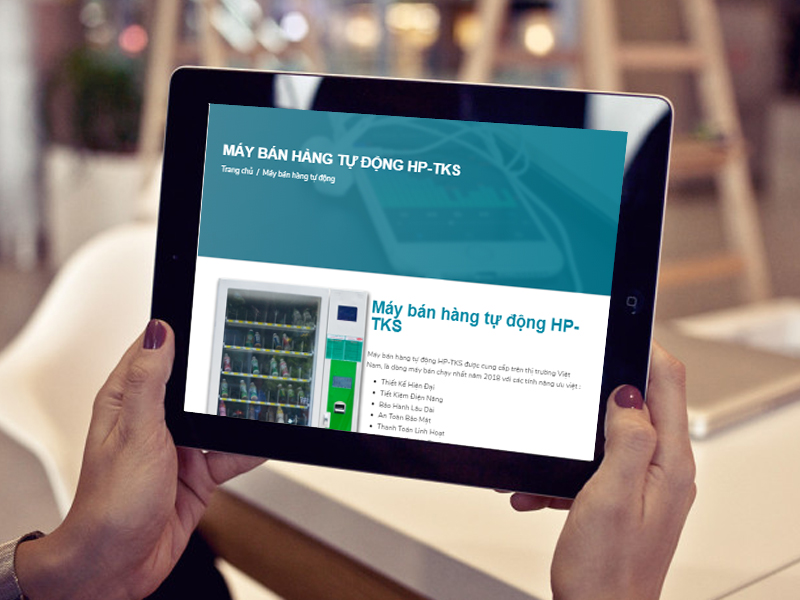 MÁY BÁN HÀNG TỰ ĐỘNG HP-TKS
Trang chủ / Máy bán hàng tự động
Máy bán hàng tự động HP-
TKS
Máy bán hàng tự động HP-TKS được cung cấp trên thị trường Việt
Nam, là dòng máy bán chạy nhất năm 2018 với các tính năng ưu việt :
Thiết Kế Hiện Đại
Tiết Kiệm Điện Năng
Bảo Hành Lâu Dài
An Toàn Bảo Mật
Thanh Toán Linh Hoạt